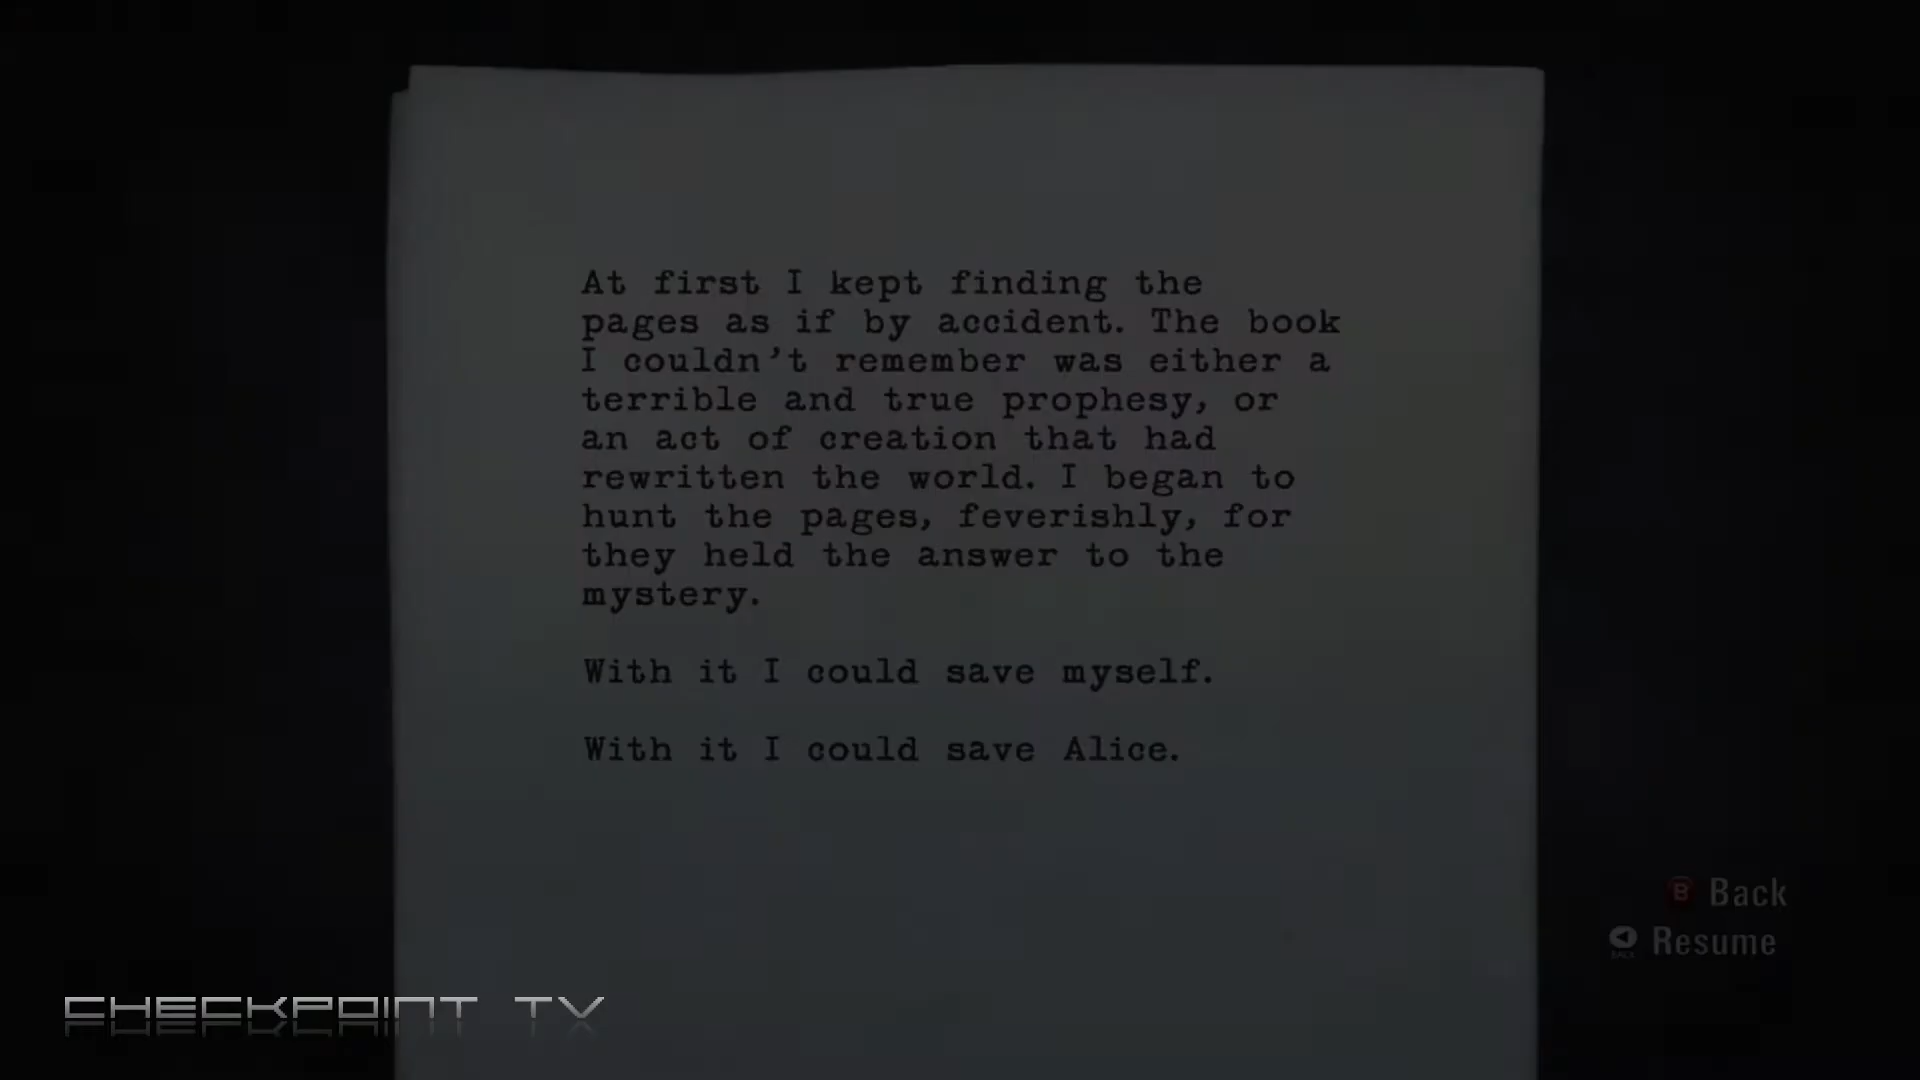 At first I kept finding the
pages as if by accident. The book
I couldn't remember was either a
terrible and true prophesy, or
an act of creation that had
rewritten the world. I began to
hunt the pages, feverishly, for
they held the answer to the
mystery.
With it I could save myself.
With it I could save Alice.
B Back
BACK Resume
CHECKPOINT TV